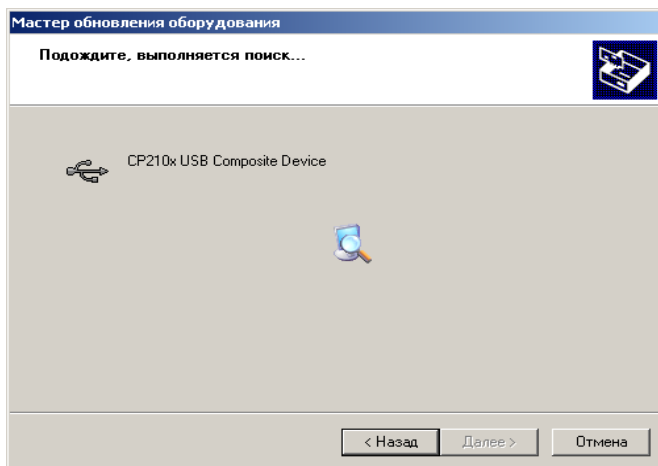 Мастер обновления оборудования
Подождите, выполняется поиск...
CP210x USB Composite Device
< Назад
Далее >
Отмена